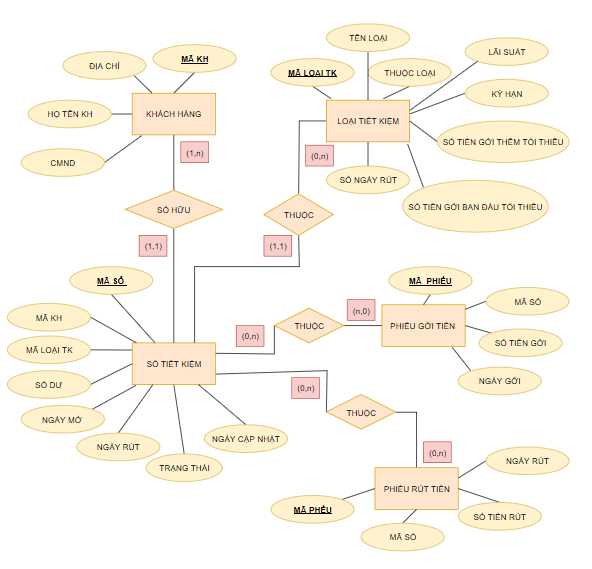 TÊN LOẠI
LÃI SUẤT
ĐỊA CHỈ
MÃ KH
MÃ LOẠI TK
THUỘC LOẠI
KỲ HẠN
HỌ TÊN KH
KHÁCH HÀNG
LOẠI TIẾT KIỆM
SỐ TIỀN GỞI THÊM TỐI THIỂU
CMND
(1,n)
(0,n)
SỐ NGÀY RÚT
SỐ TIỀN GỞI BAN ĐẦU TỐI THIỂU
SỞ HỮU
THUỘC
(1,1)
(1,1)
MÃ SỐ
MÃ PHIẾU
MÃ SỐ
MÃ KH
(0,n)
THUỘC
(n,0)
PHIẾU GỞI TIỀN
SỐ TIỀN GỞI
MÃ LOẠI TK
SỔ TIẾT KIỆM
NGÀY GỞI
SỐ DƯ
(0,n)
NGÀY MỞ
THUỘC
NGÀY RÚT
NGÀY CẬP NHẬT
TRẠNG THÁI
(0,n)
NGÀY RÚT
PHIẾU RÚT TIỀN
MÃ PHẾU
SỐ TIỀN RÚT
MÃ SỐ